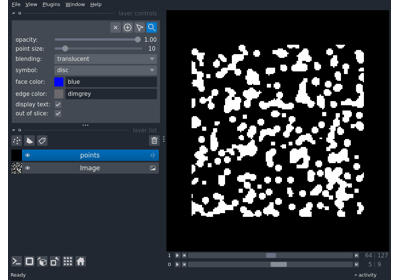 File View Plugins Window Help
layer controls
opacity: 1.00
point size: 10
blending: translucent
symbol: disc
face color: blue
edge color: dimgrey
display text:
out of slice:
layer list
points
Image
1 64 127
0 5 9
Ready
activity